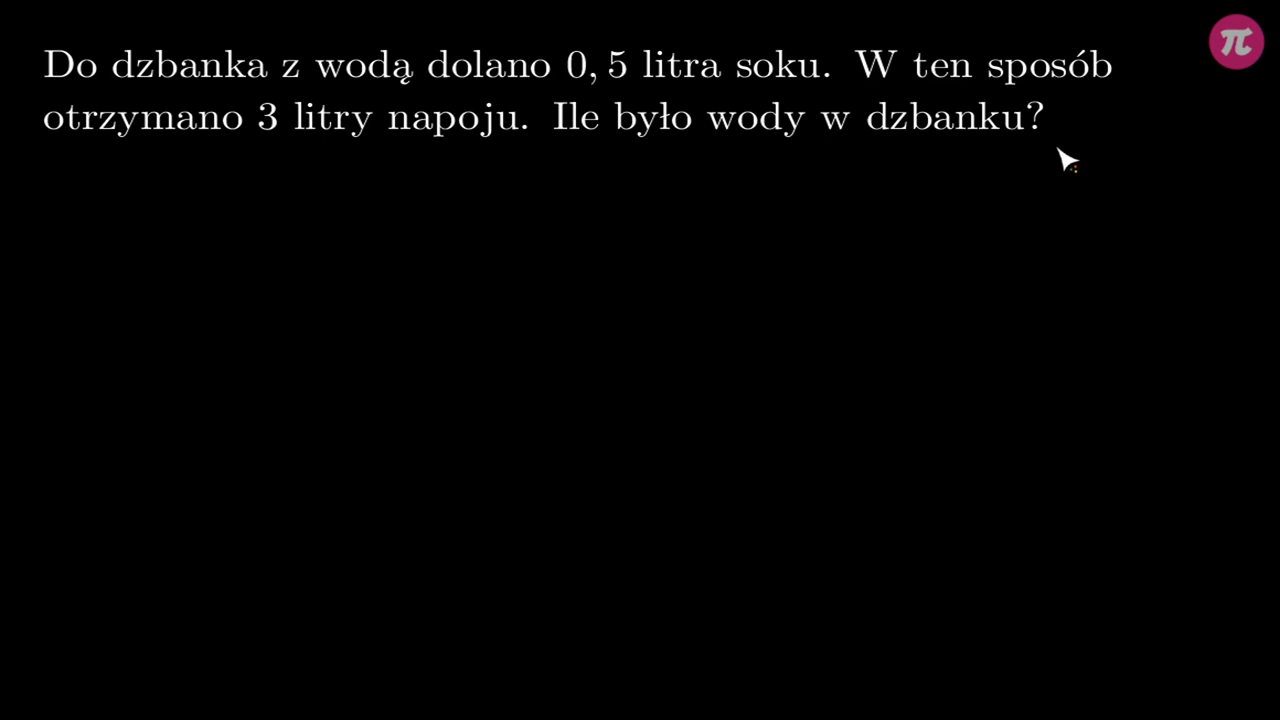 Do dzbanka z wodą dolano 0, 5 litra soku. W ten sposób
otrzymano 3 litry napoju. Ile było wody w dzbanku?
π